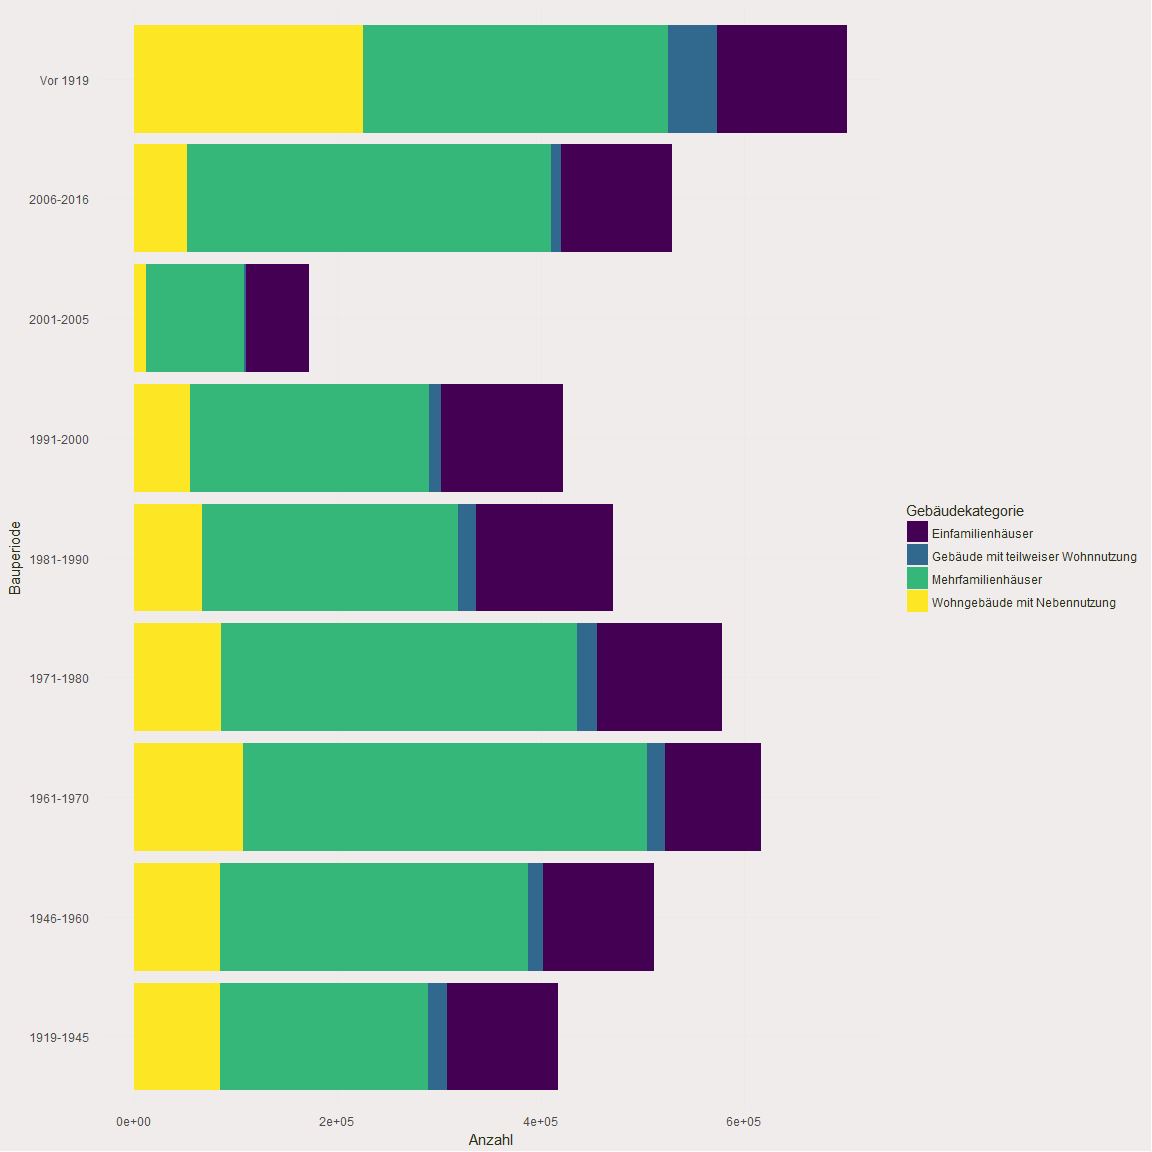 Vor 1919
2006-2016
2001-2005
1991-2000
1981-1990
1971-1980
1961-1970
1946-1960
1919-1945
Bauperiode
0e+00
2e+05
4e+05
6e+05
Anzahl
Gebäudekategorie
Einfamilienhäuser
Gebäude mit teilweiser Wohnnutzung
Mehrfamilienhäuser
Wohngebäude mit Nebennutzung